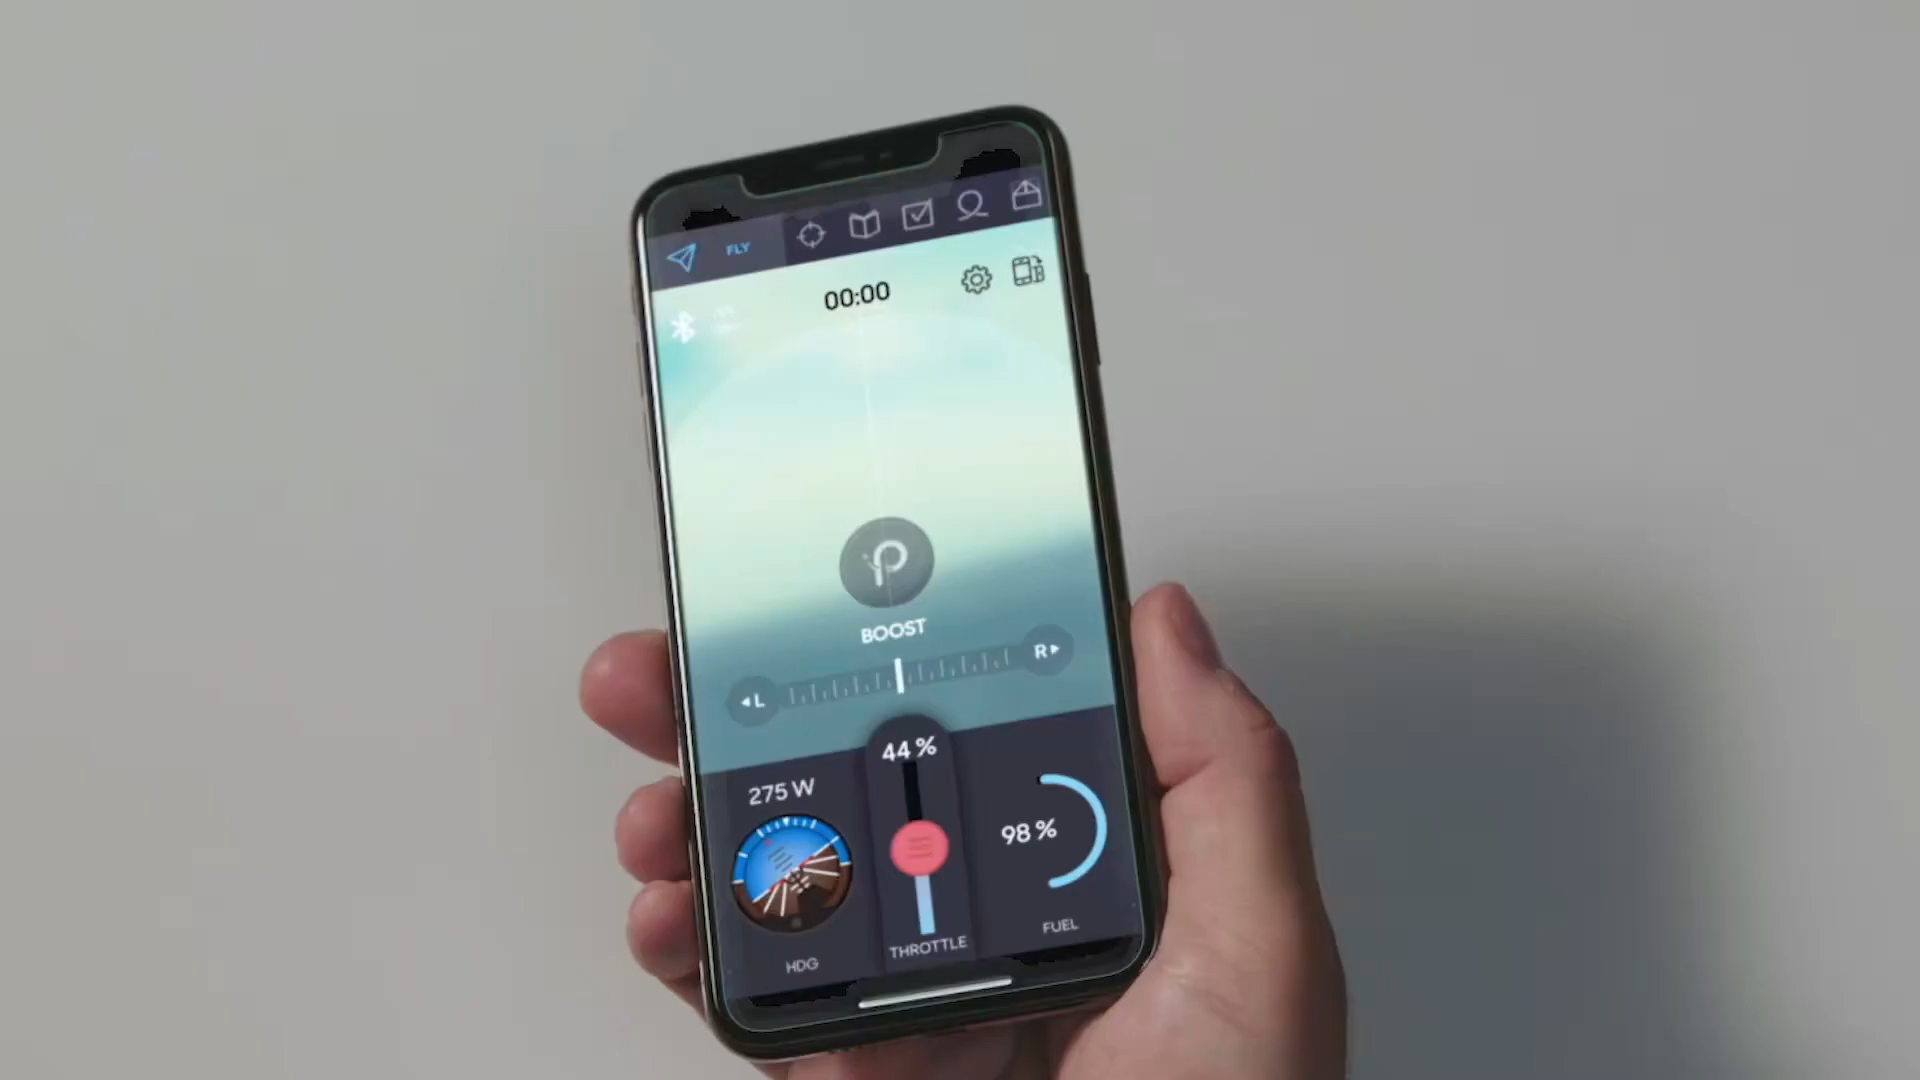 FLY
00:00
BOOST
L
R
44 %
275 W
98 %
HDG
THROTTLE
FUEL